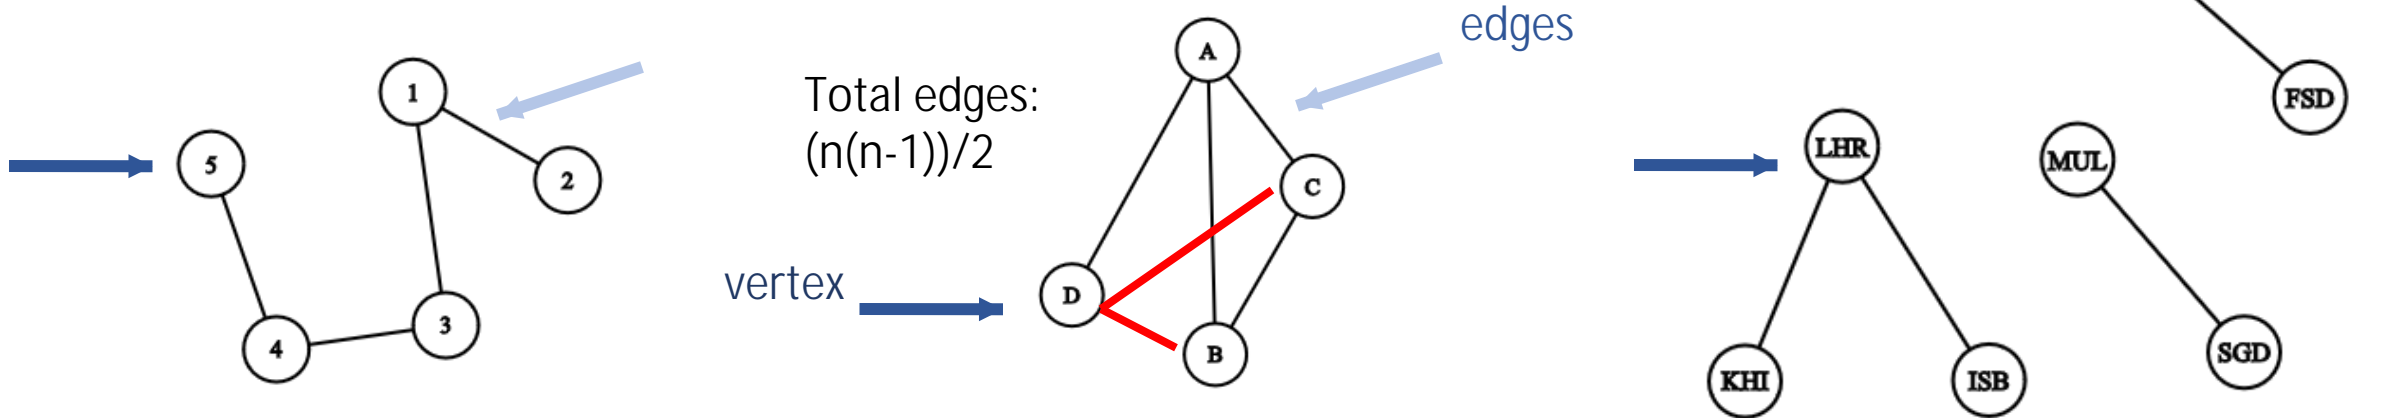 1
2
5
3
4
Total edges:
(n(n-1))/2
edges
A
C
vertex
D
B
FSD
LHR
MUL
KHI
ISB
SGD